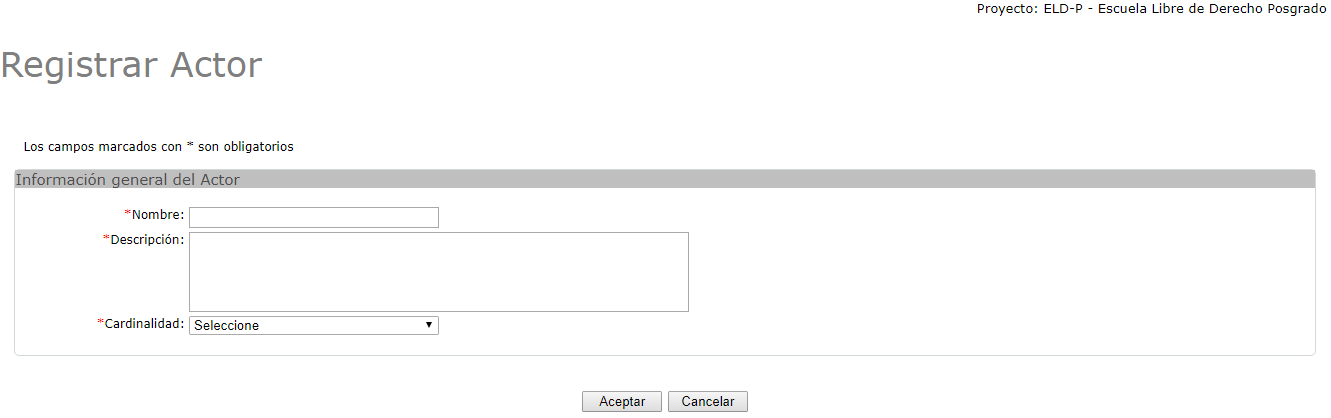 Proyecto: ELD-P - Escuela Libre de Derecho Posgrado
Registrar Actor
Los campos marcados con * son obligatorios
Información general del Actor
*Nombre:
*Descripción:
*Cardinalidad: Seleccione
Aceptar Cancelar